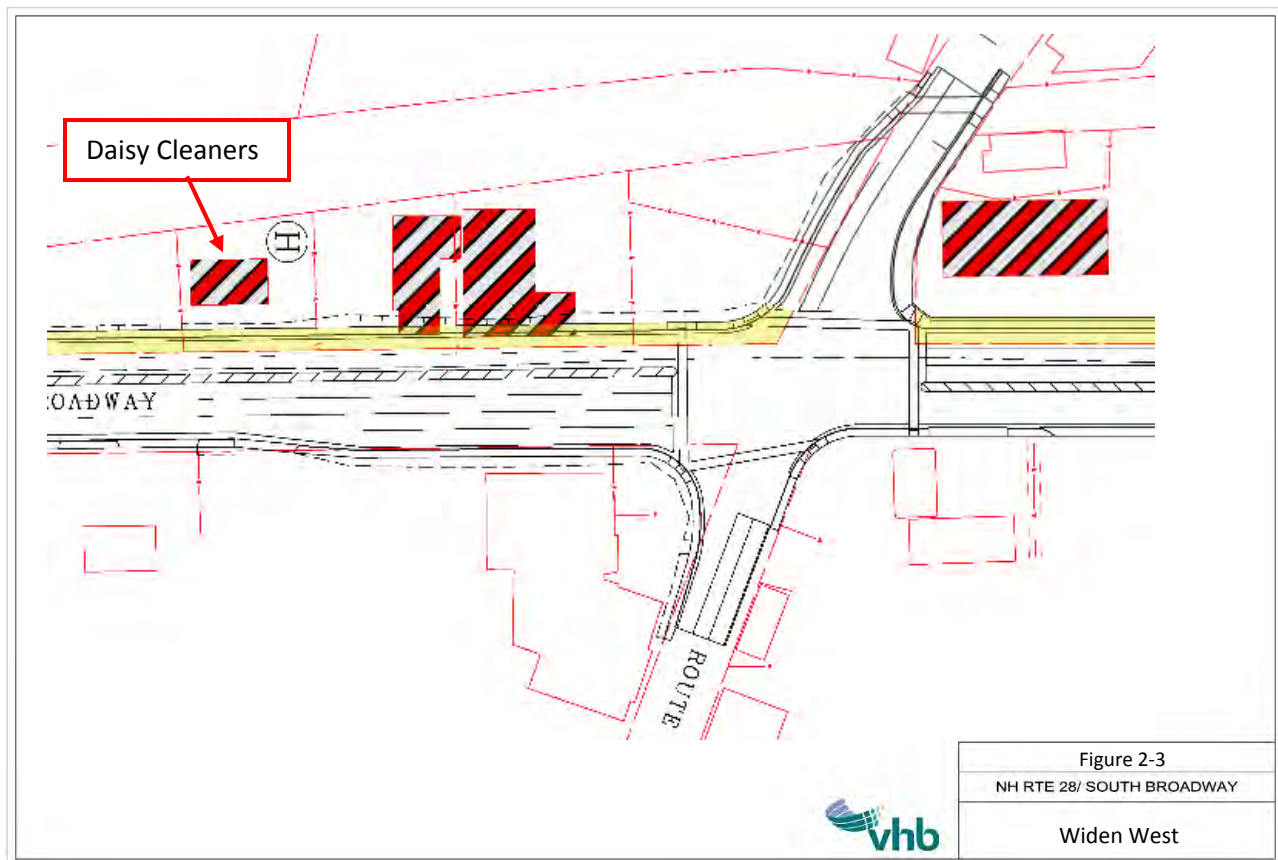 Daisy Cleaners
H
OADWAY
ROUTE
Figure 2-3
NH RTE 28/ SOUTH BROADWAY
vhb
Widen West